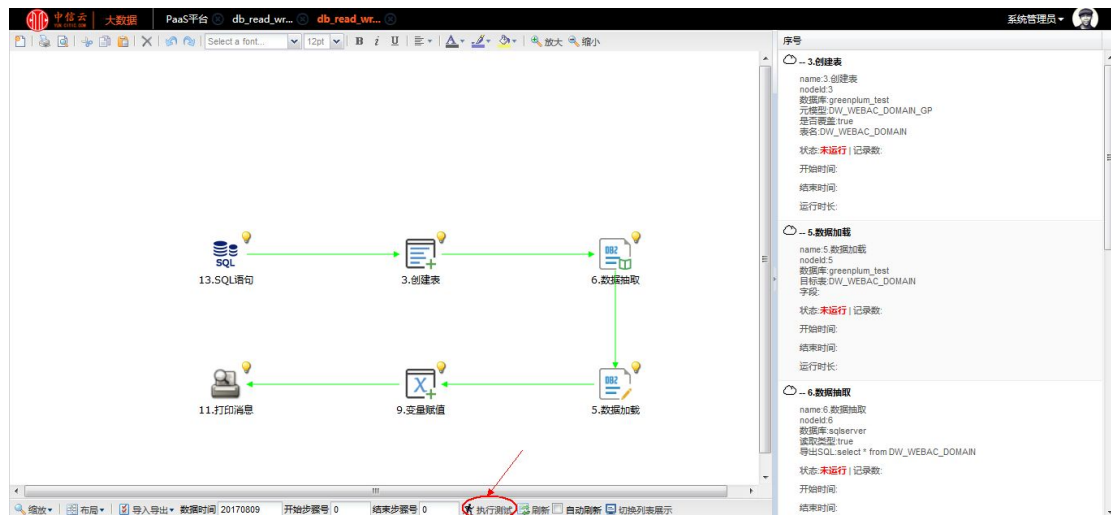 中信云 大数据 PaaS平台 db_read_wr... db_read_wr... 系统管理员
Select a font... 12pt B i U A 放大 缩小
序号
-- 3.创建表
name:3.创建表
nodeId:3
数据库:greenplum_test
元模型:DW_WEBAC_DOMAIN_GP
是否覆盖:true
表名:DW_WEBAC_DOMAIN
状态:未运行 | 记录数:
开始时间:
结束时间:
运行时长:
-- 5.数据加载
name:5.数据加载
nodeId:5
数据库:greenplum_test
目标表:DW_WEBAC_DOMAIN
字段:
状态:未运行 | 记录数:
开始时间:
结束时间:
运行时长:
-- 6.数据抽取
name:6.数据抽取
nodeId:6
数据库:sqlserver
读取类型:true
导出SQL:select * from DW_WEBAC_DOMAIN
状态:未运行 | 记录数:
开始时间:
结束时间:
SQL DB2
13.SQL语句 3.创建表 6.数据抽取
X DB2
11.打印消息 9.变量赋值 5.数据加载
缩放 布局 导入导出 数据时间 20170809 开始步骤号 0 结束步骤号 0 执行测试 刷新 自动刷新 切换列表展示